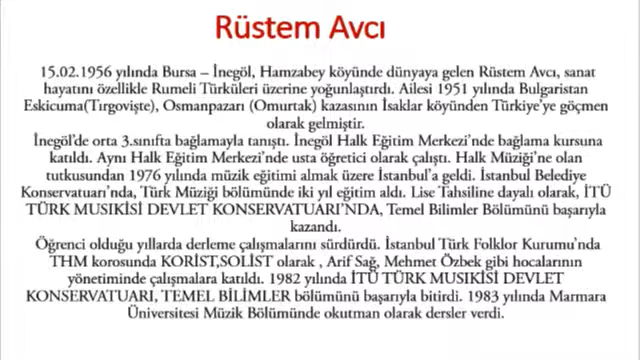 Rüstem Avcı
15.02.1956 yılında Bursa – İnegöl, Hamzabey köyünde dünyaya gelen Rüstem Avcı, sanat
hayatını özellikle Rumeli Türküleri üzerine yoğunlaştırdı. Ailesi 1951 yılında Bulgaristan
Eskicuma(Tırgovişte), Osmanpazarı (Omurtak) kazasının İsaklar köyünden Türkiye'ye göçmen
olarak gelmiştir.
İnegöl'de orta 3.sınıfta bağlamayla tanıştı. İnegöl Halk Eğitim Merkezi'nde bağlama kursuna
katıldı. Aynı Halk Eğitim Merkezi'nde usta öğretici olarak çalıştı. Halk Müziği'ne olan
tutkusundan 1976 yılında müzik eğitimi almak üzere İstanbul'a geldi. İstanbul Belediye
Konservatuarı'nda, Türk Müziği bölümünde iki yıl eğitim aldı. Lise Tahsiline dayalı olarak, İTÜ
TÜRK MUSIKİSİ DEVLET KONSERVATUARI'NDA, Temel Bilimler Bölümünü başarıyla
kazandı.
Öğrenci olduğu yıllarda derleme çalışmalarını sürdürdü. İstanbul Türk Folklor Kurumu'nda
THM korosunda KORİST,SOLİST olarak , Arif Sağ, Mehmet Özbek gibi hocalarının
yönetiminde çalışmalara katıldı. 1982 yılında İTÜ TÜRK MUSIKİSİ DEVLET
KONSERVATUARI, TEMEL BİLİMLER bölümünü başarıyla bitirdi. 1983 yılında Marmara
Üniversitesi Müzik Bölümünde okutman olarak dersler verdi.